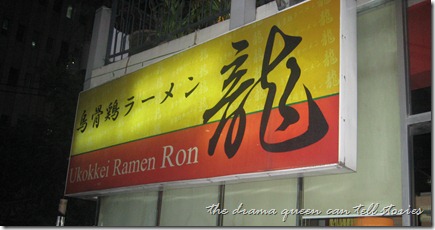 烏骨鶏ラーメン 龍
Ukokkei Ramen Ron
the drama queen can tell stories